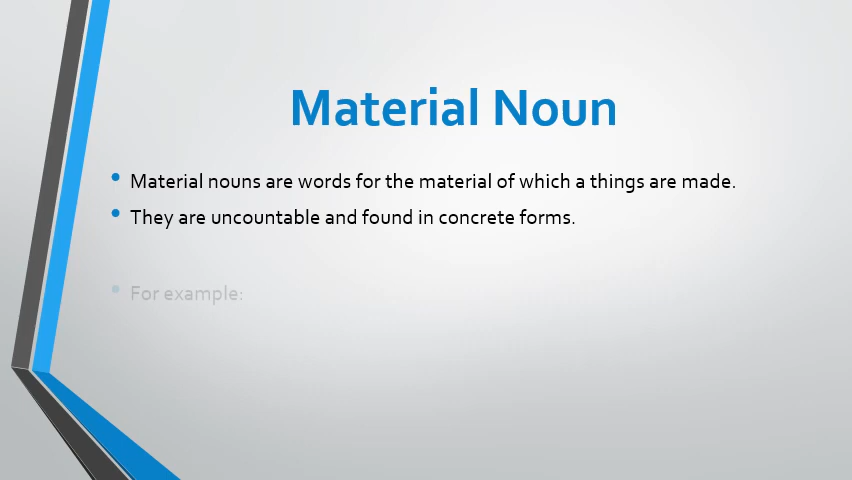 Material Noun
• Material nouns are words for the material of which a things are made.
• They are uncountable and found in concrete forms.
• For example: